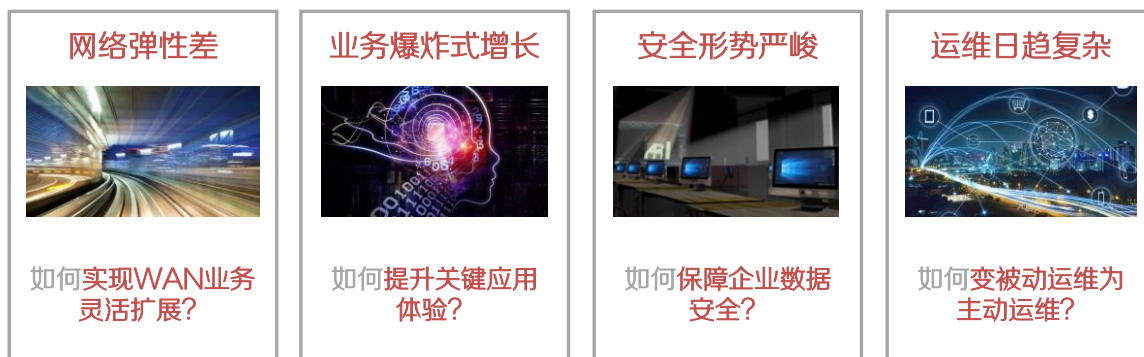 网络弹性差
如何实现WAN业务
灵活扩展?
业务爆炸式增长
如何提升关键应用
体验?
安全形势严峻
如何保障企业数据
安全?
运维日趋复杂
如何变被动运维为
主动运维?